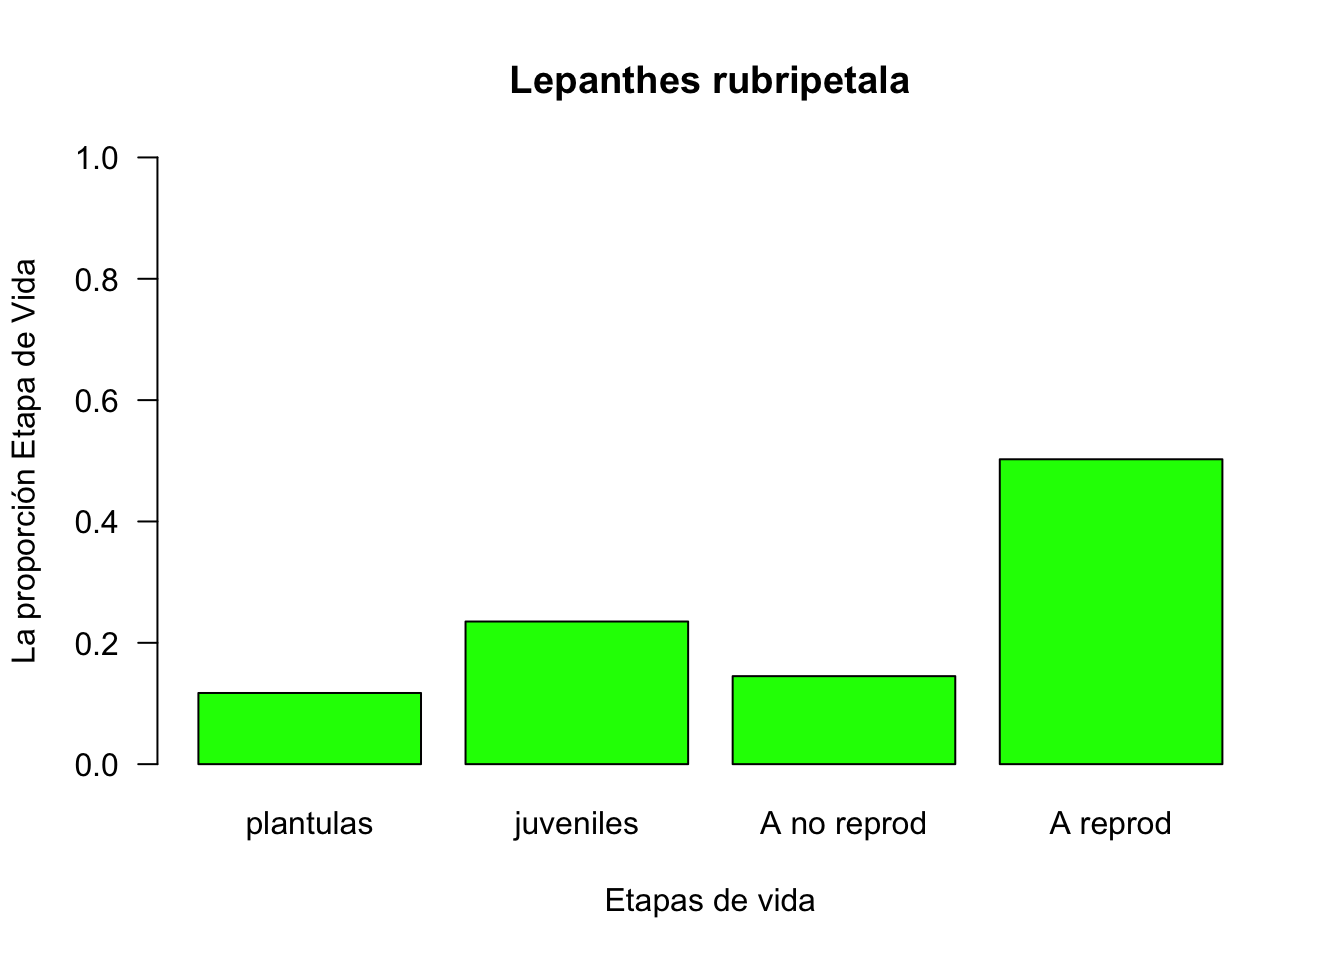 Lepanthes rubripetala
La proporción Etapa de Vida
1.0
0.8
0.6
0.4
0.2
0.0
plantulas juveniles A no reprod A reprod
Etapas de vida